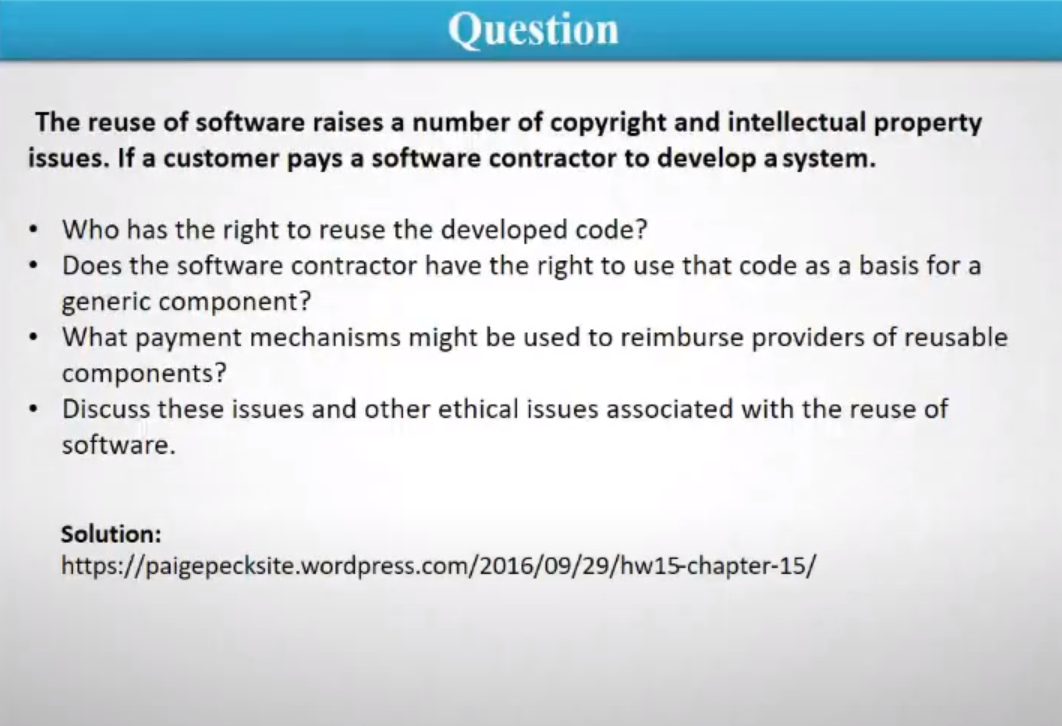 Question
The reuse of software raises a number of copyright and intellectual property
issues. If a customer pays a software contractor to develop a system.
• Who has the right to reuse the developed code?
• Does the software contractor have the right to use that code as a basis for a
generic component?
• What payment mechanisms might be used to reimburse providers of reusable
components?
• Discuss these issues and other ethical issues associated with the reuse of
software.
Solution:
https://paigepecksite.wordpress.com/2016/09/29/hw15-chapter-15/